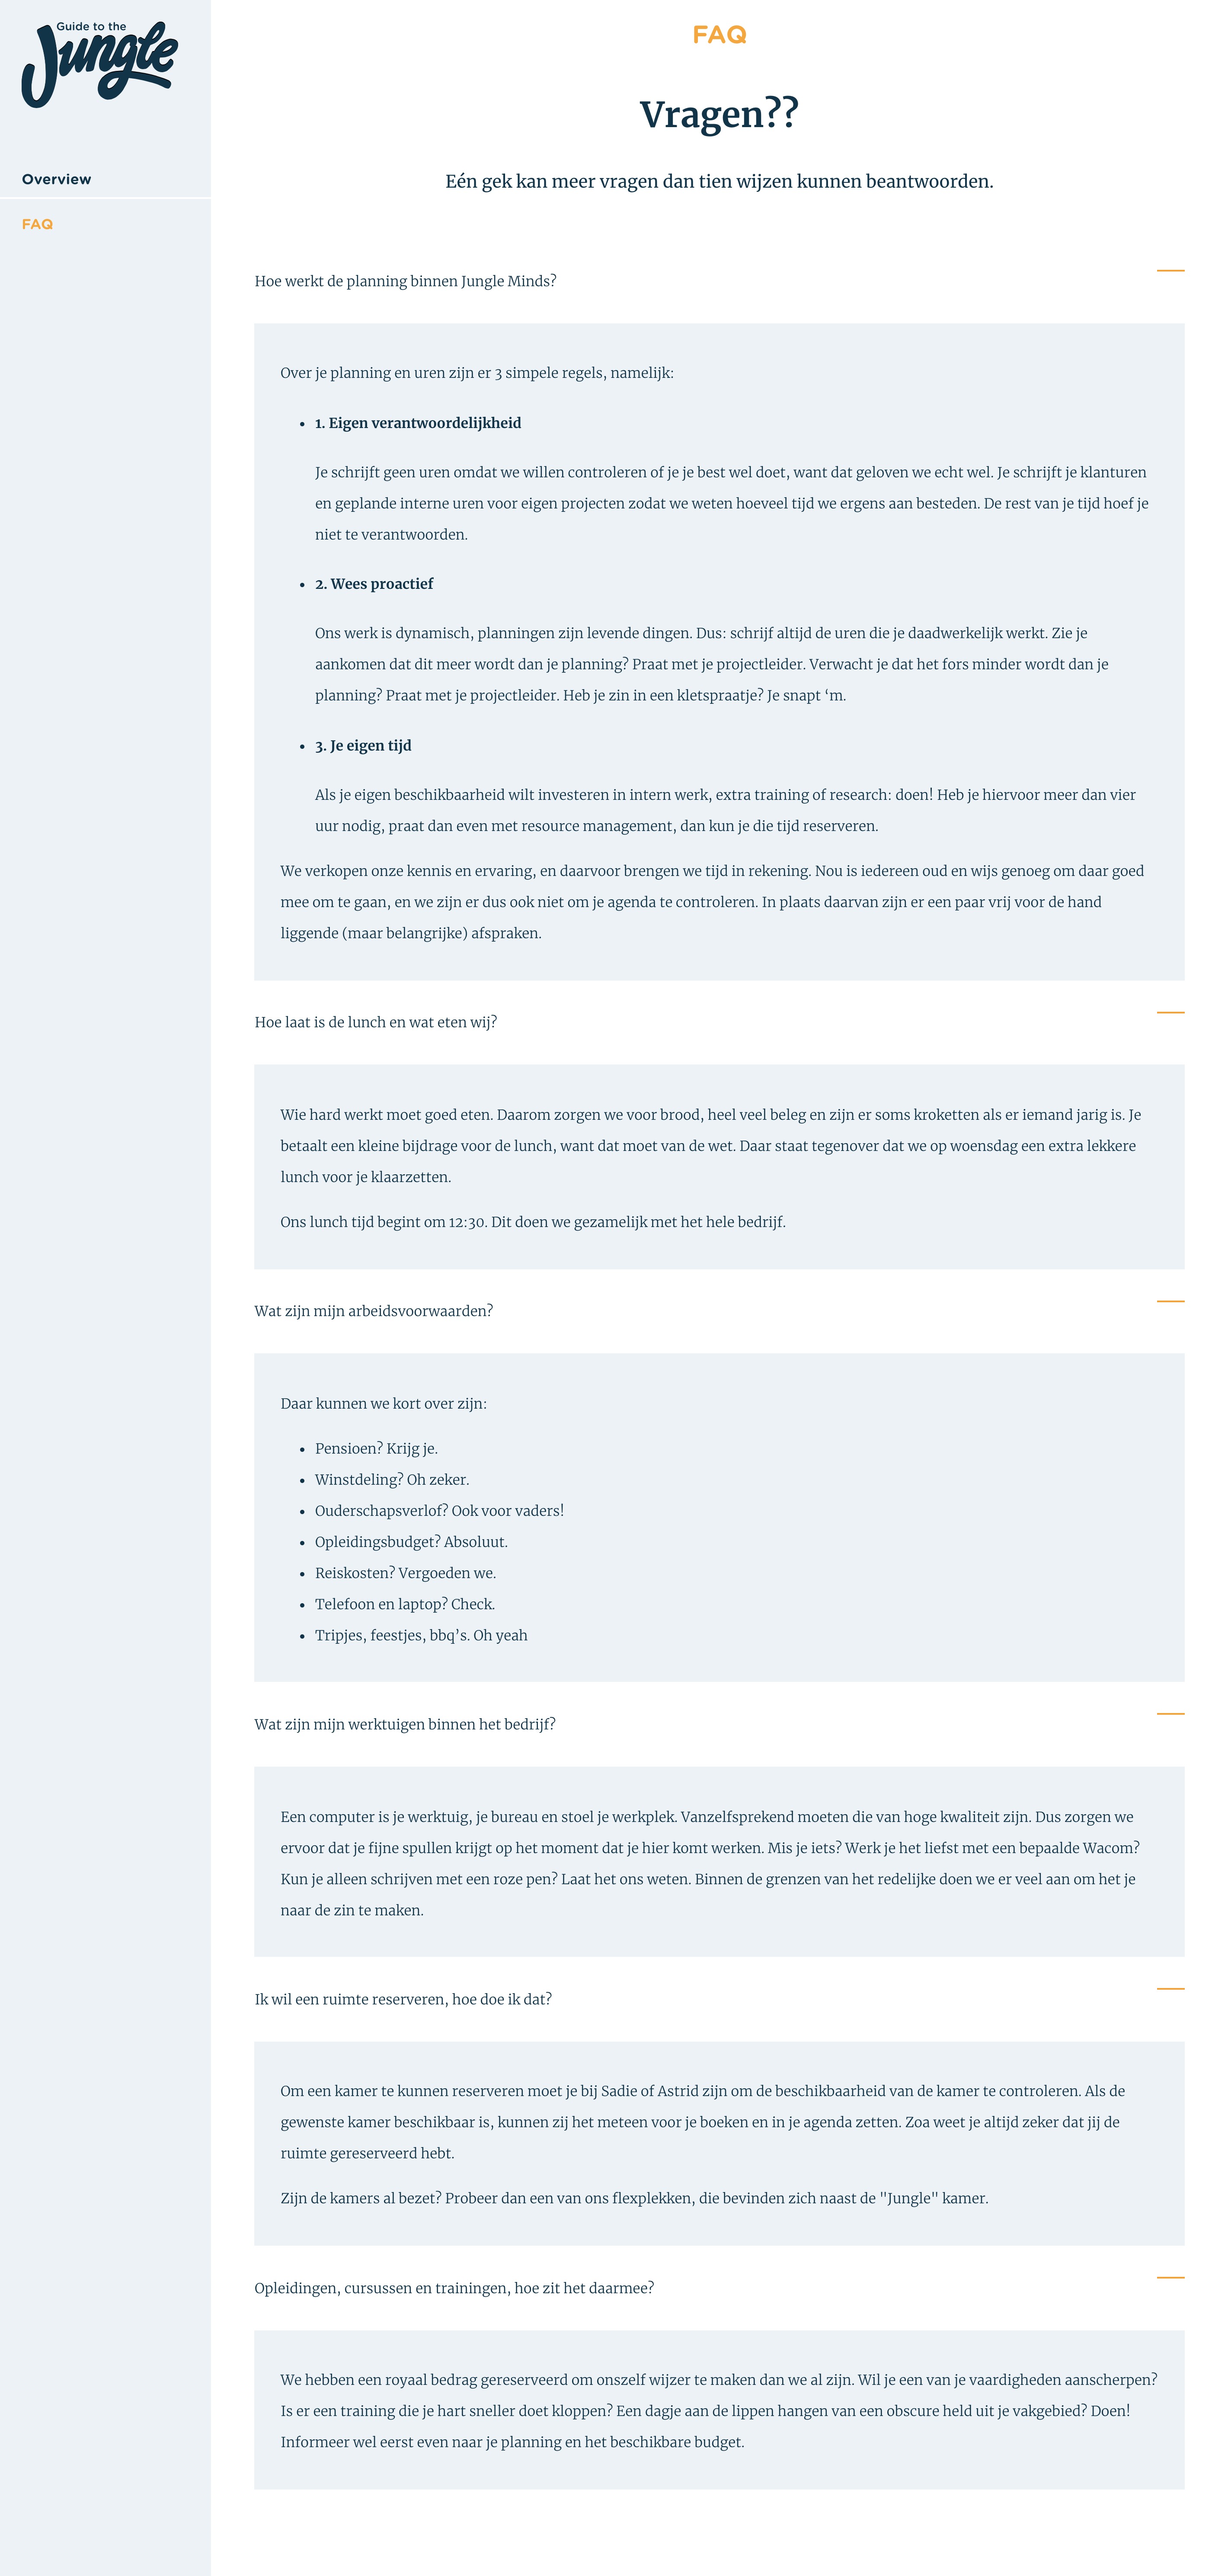 Guide to the
Jungle
Overview
FAQ
FAQ
Vragen??
Eén gek kan meer vragen dan tien wijzen kunnen beantwoorden.
Hoe werkt de planning binnen Jungle Minds?
Over je planning en uren zijn er 3 simpele regels, namelijk:
• 1. Eigen verantwoordelijkheid
Je schrijft geen uren omdat we willen controleren of je je best wel doet, want dat geloven we echt wel. Je schrijft je klanturen
en geplande interne uren voor eigen projecten zodat we weten hoeveel tijd we ergens aan besteden. De rest van je tijd hoef je
niet te verantwoorden.
• 2. Wees proactief
Ons werk is dynamisch, planningen zijn levende dingen. Dus: schrijf altijd de uren die je daadwerkelijk werkt. Zie je
aankomen dat dit meer wordt dan je planning? Praat met je projectleider. Verwacht je dat het fors minder wordt dan je
planning? Praat met je projectleider. Heb je zin in een kletspraatje? Je snapt ‘m.
• 3. Je eigen tijd
Als je eigen beschikbaarheid wilt investeren in intern werk, extra training of research: doen! Heb je hiervoor meer dan vier
uur nodig, praat dan even met resource management, dan kun je die tijd reserveren.
We verkopen onze kennis en ervaring, en daarvoor brengen we tijd in rekening. Nou is iedereen oud en wijs genoeg om daar goed
mee om te gaan, en we zijn er dus ook niet om je agenda te controleren. In plaats daarvan zijn er een paar vrij voor de hand
liggende (maar belangrijke) afspraken.
Hoe laat is de lunch en wat eten wij?
Wie hard werkt moet goed eten. Daarom zorgen we voor brood, heel veel beleg en zijn er soms kroketten als er iemand jarig is. Je
betaalt een kleine bijdrage voor de lunch, want dat moet van de wet. Daar staat tegenover dat we op woensdag een extra lekkere
lunch voor je klaarzetten.
Ons lunch tijd begint om 12:30. Dit doen we gezamelijk met het hele bedrijf.
Wat zijn mijn arbeidsvoorwaarden?
Daar kunnen we kort over zijn:
• Pensioen? Krijg je.
• Winstdeling? Oh zeker.
• Ouderschapsverlof? Ook voor vaders!
• Opleidingsbudget? Absoluut.
• Reiskosten? Vergoeden we.
• Telefoon en laptop? Check.
• Tripjes, feestjes, bbq’s. Oh yeah
Wat zijn mijn werktuigen binnen het bedrijf?
Een computer is je werktuig, je bureau en stoel je werkplek. Vanzelfsprekend moeten die van hoge kwaliteit zijn. Dus zorgen we
ervoor dat je fijne spullen krijgt op het moment dat je hier komt werken. Mis je iets? Werk je het liefst met een bepaalde Wacom?
Kun je alleen schrijven met een roze pen? Laat het ons weten. Binnen de grenzen van het redelijke doen we er veel aan om het je
naar de zin te maken.
Ik wil een ruimte reserveren, hoe doe ik dat?
Om een kamer te kunnen reserveren moet je bij Sadie of Astrid zijn om de beschikbaarheid van de kamer te controleren. Als de
gewenste kamer beschikbaar is, kunnen zij het meteen voor je boeken en in je agenda zetten. Zoa weet je altijd zeker dat jij de
ruimte gereserveerd hebt.
Zijn de kamers al bezet? Probeer dan een van ons flexplekken, die bevinden zich naast de "Jungle" kamer.
Opleidingen, cursussen en trainingen, hoe zit het daarmee?
We hebben een royaal bedrag gereserveerd om onszelf wijzer te maken dan we al zijn. Wil je een van je vaardigheden aanscherpen?
Is er een training die je hart sneller doet kloppen? Een dagje aan de lippen hangen van een obscure held uit je vakgebied? Doen!
Informeer wel eerst even naar je planning en het beschikbare budget.